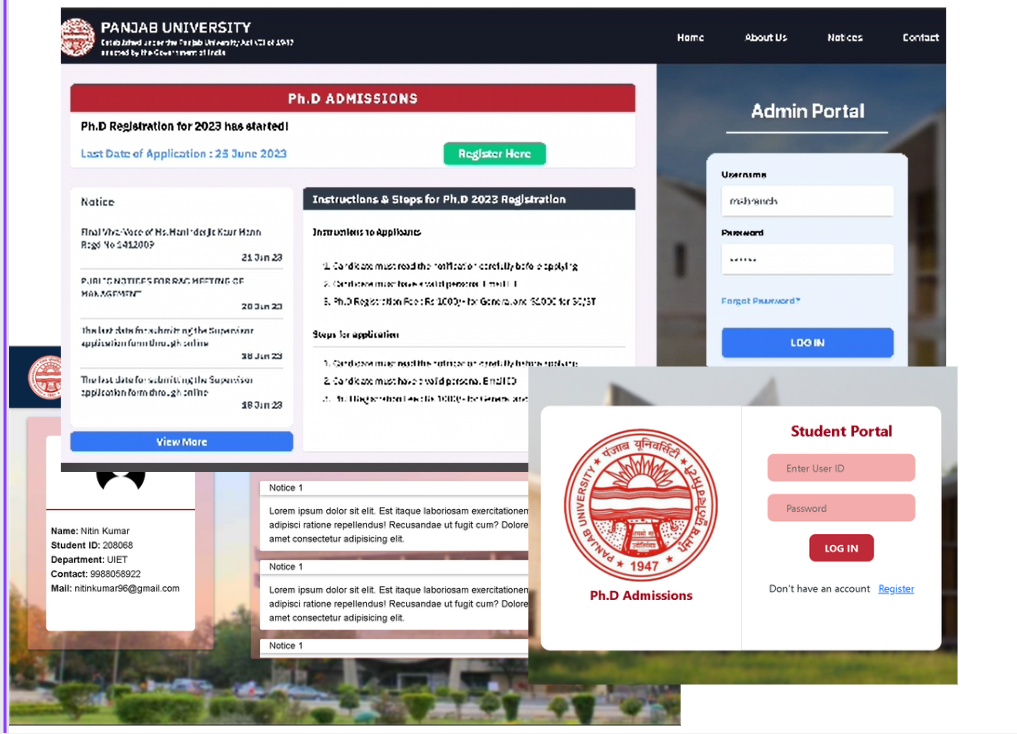 PANJAB UNIVERSITY
Established under the Panjab University Act VII of 1947
enacted by the Government of India
Home
About Us
Notices
Contact
Ph.D ADMISSIONS
Ph.D Registration for 2023 has started!
Last Date of Application : 25 June 2023
Register Here
Notice
Final Viva-Voce of Ms. Kaur Mann
Regd No
21 Jun 23
PUBLIC NOTICES FOR RAC MEETING OF
MANAGEMENT
20 Jun 23
The last date for submitting the Supervisor
application form through online
18 Jun 23
The last date for submitting the Supervisor
application form through online
18 Jun 23
View More
Instructions & Steps for Ph.D 2023 Registration
Instructions to Applicants
1. Candidate must read the notification carefully before applying
2. Candidate must have a valid personal Email ID
3. Ph.D Registration Fee : Rs 1000/- for General and for SC/ST
Steps for application
1. Candidate must read the notification carefully before applying
2. Candidate must have a valid personal Email ID
3. Ph.D Registration Fee : Rs 1000/- for General and
Admin Portal
Username
Password
Forgot Password?
LOG IN
Name: Nitin Kumar
Student ID: 208068
Department: UIET
Contact: 9988058922
Mail: nitinkumar96@gmail.com
Notice 1
Lorem ipsum dolor sit elit. Est itaque laboriosam exercitationen
adipisci ratione repellendus! Recusandae ut fugit cum? Dolore
amet consectetur adipisicing elit.
Notice 1
Lorem ipsum dolor sit elit. Est itaque laboriosam exercitationen
adipisci ratione repellendus! Recusandae ut fugit cum? Dolore
amet consectetur adipisicing elit.
Notice 1
पंजाब यूनिवर्सिटी
PANJAB UNIVERSITY
ਪੰਜਾਬ ਯੂਨੀਵਰਸਿਟੀ
1947
Ph.D Admissions
Student Portal
Enter User ID
Password
LOG IN
Don't have an account Register